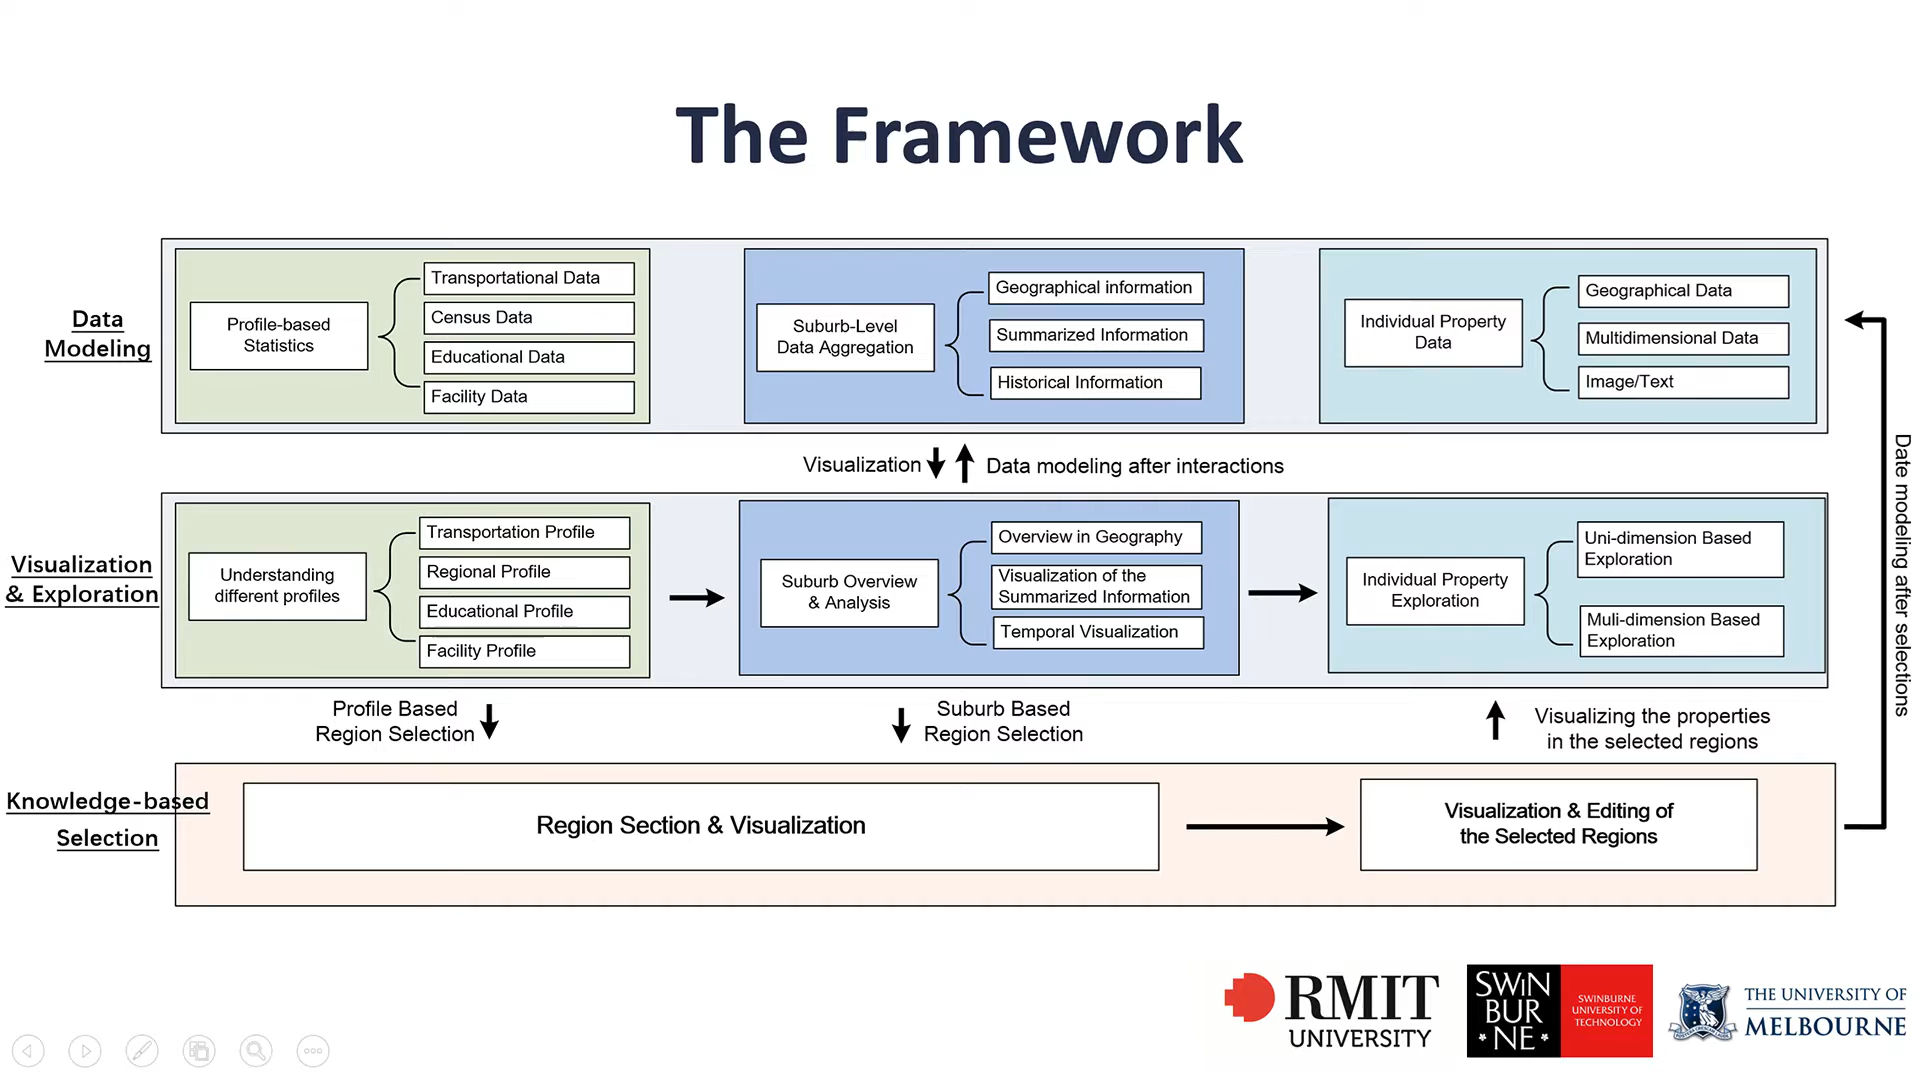 The Framework
Data
Modeling
Profile-based
Statistics
Transportational Data
Census Data
Educational Data
Facility Data
Suburb-Level
Data Aggregation
Geographical information
Summarized Information
Historical Information
Individual Property
Data
Geographical Data
Multidimensional Data
Image/Text
Visualization
Data modeling after interactions
Visualization
& Exploration
Understanding
different profiles
Transportation Profile
Regional Profile
Educational Profile
Facility Profile
Suburb Overview
& Analysis
Overview in Geography
Visualization of the
Summarized Information
Temporal Visualization
Individual Property
Exploration
Uni-dimension Based
Exploration
Muli-dimension Based
Exploration
Date modeling after selections
Profile Based
Region Selection
Suburb Based
Region Selection
Visualizing the properties
in the selected regions
Knowledge-based
Selection
Region Section & Visualization
Visualization & Editing of
the Selected Regions
RMIT
UNIVERSITY
SWIN
BUR
NE
SWINBURNE
UNIVERSITY OF
TECHNOLOGY
THE UNIVERSITY OF
MELBOURNE